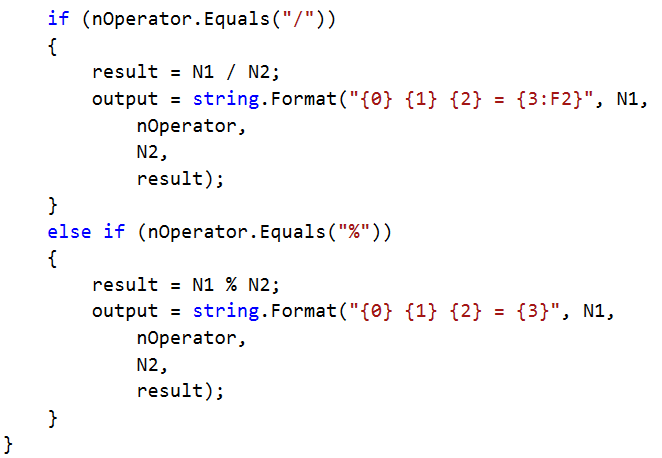 if (nOperator.Equals("/"))
{
result = N1 / N2;
output = string.Format("{0} {1} {2} = {3:F2}", N1,
nOperator,
N2,
result);
}
else if (nOperator.Equals("%"))
{
result = N1 % N2;
output = string.Format("{0} {1} {2} = {3}", N1,
nOperator,
N2,
result);
}
}